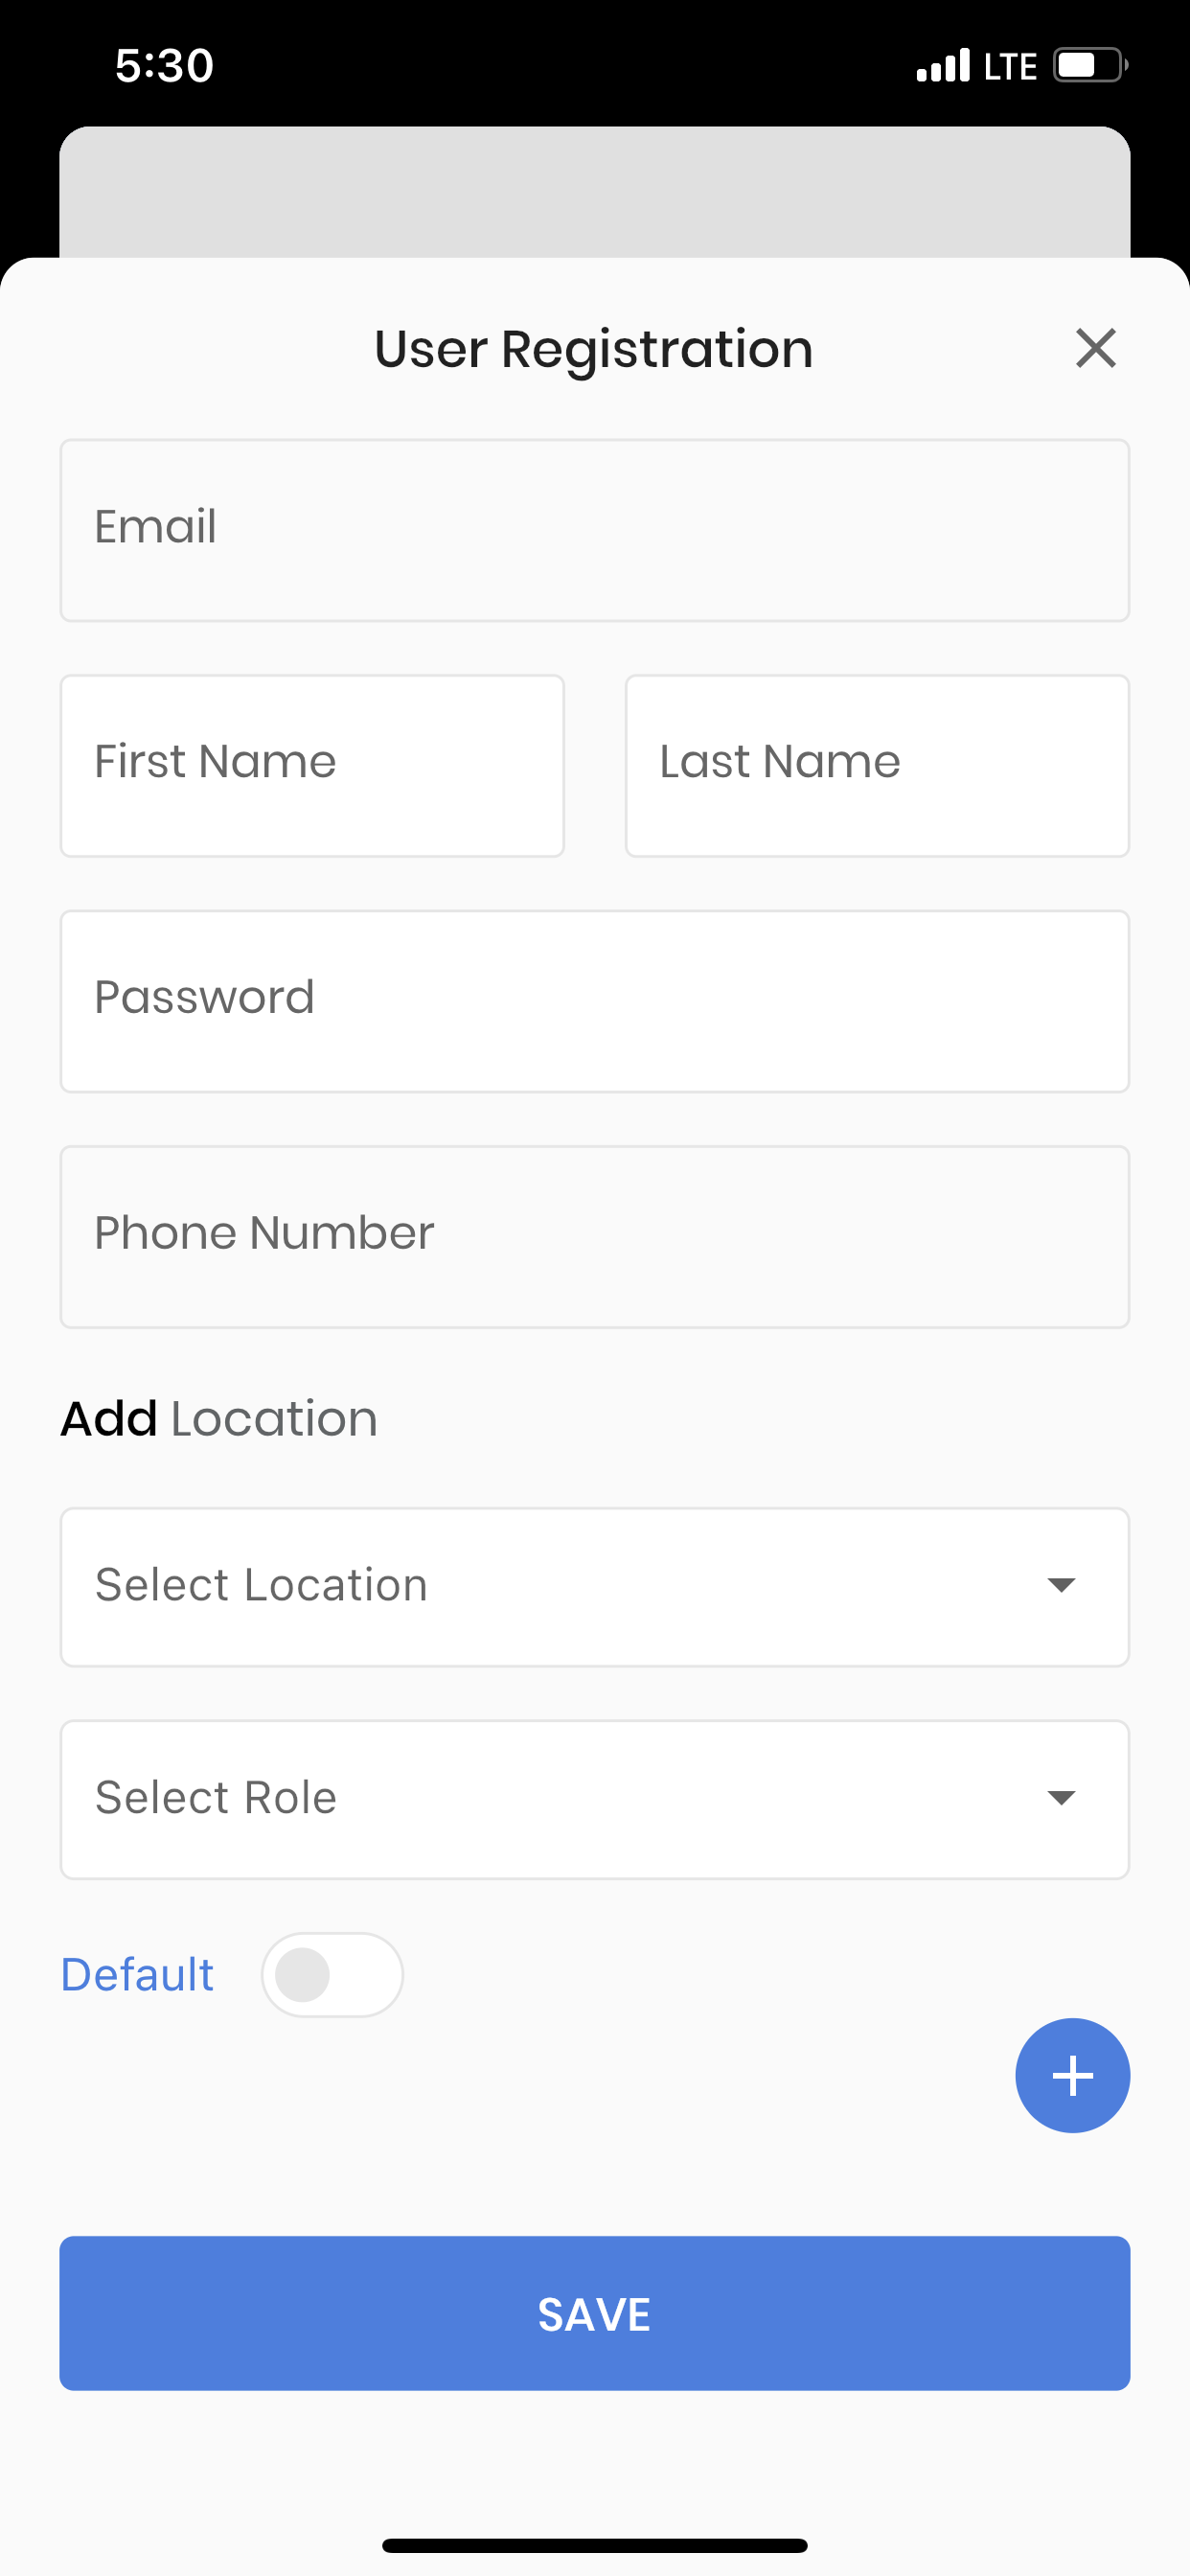 5:30 LTE
User Registration
Email
First Name Last Name
Password
Phone Number
Add Location
Select Location
Select Role
Default
SAVE